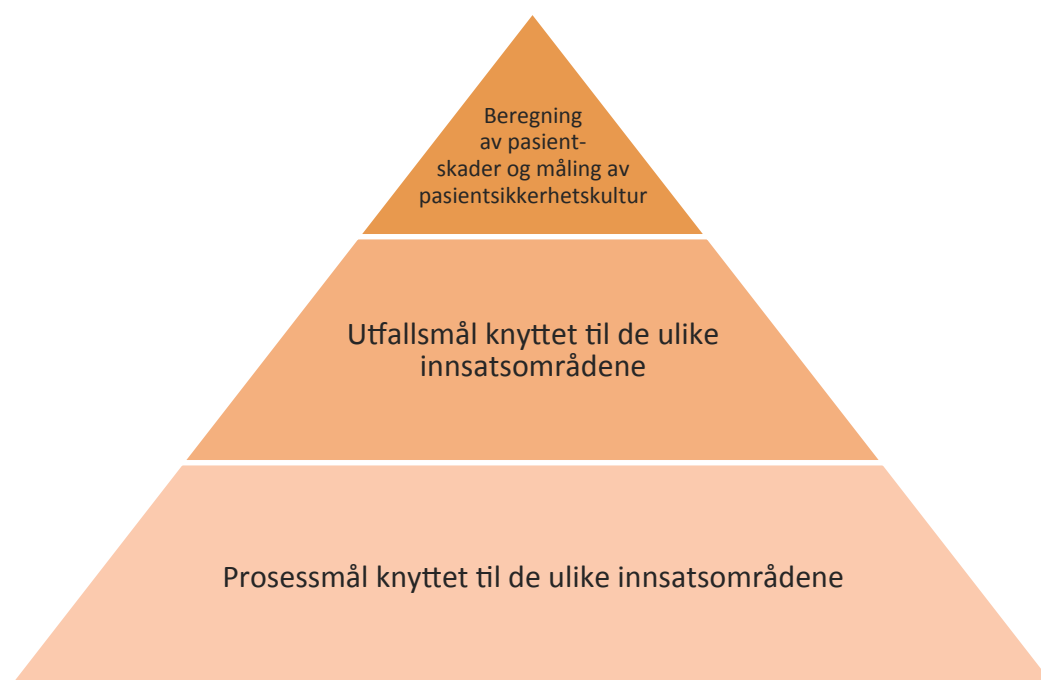 Beregning
av pasient-
skader og måling av
pasientsikkerhetskultur
Utfallsmål knyttet til de ulike
innsatsområdene
Prosessmål knyttet til de ulike innsatsområdene